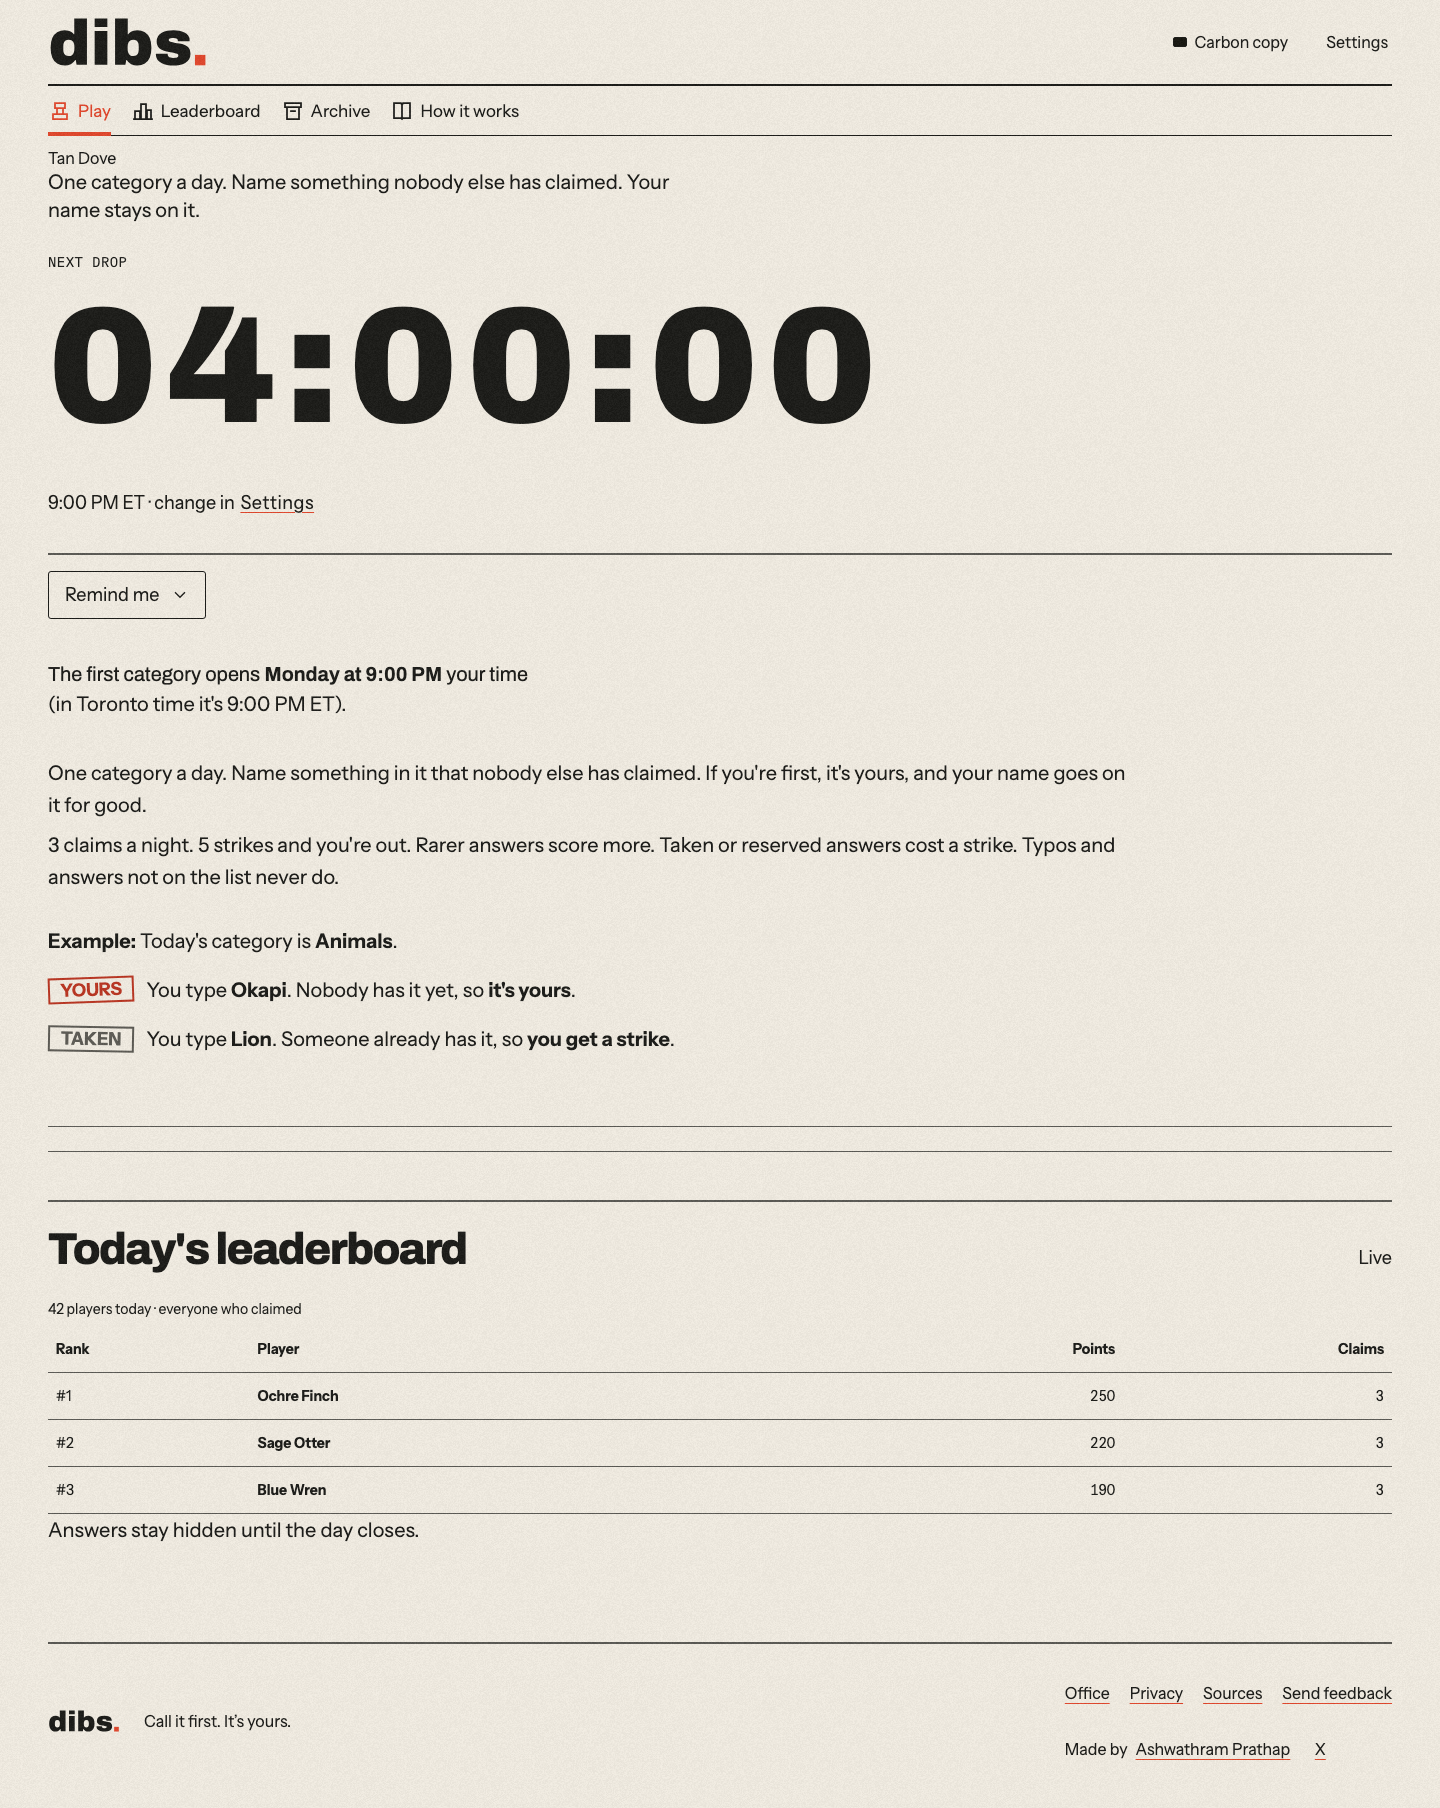 dibs.
Carbon copy Settings
Play Leaderboard Archive How it works
Tan Dove
One category a day. Name something nobody else has claimed. Your
name stays on it.
NEXT DROP
04:00:00
9:00 PM ET · change in Settings
Remind me
The first category opens Monday at 9:00 PM your time
(in Toronto time it's 9:00 PM ET).
One category a day. Name something in it that nobody else has claimed. If you're first, it's yours, and your name goes on
it for good.
3 claims a night. 5 strikes and you're out. Rarer answers score more. Taken or reserved answers cost a strike. Typos and
answers not on the list never do.
Example: Today's category is Animals.
YOURS You type Okapi. Nobody has it yet, so it's yours.
TAKEN You type Lion. Someone already has it, so you get a strike.
Today's leaderboard
Live
42 players today · everyone who claimed
Rank Player Points Claims
#1 Ochre Finch 250 3
#2 Sage Otter 220 3
#3 Blue Wren 190 3
Answers stay hidden until the day closes.
dibs. Call it first. It’s yours.
Office Privacy Sources Send feedback
Made by Ashwathram Prathap X